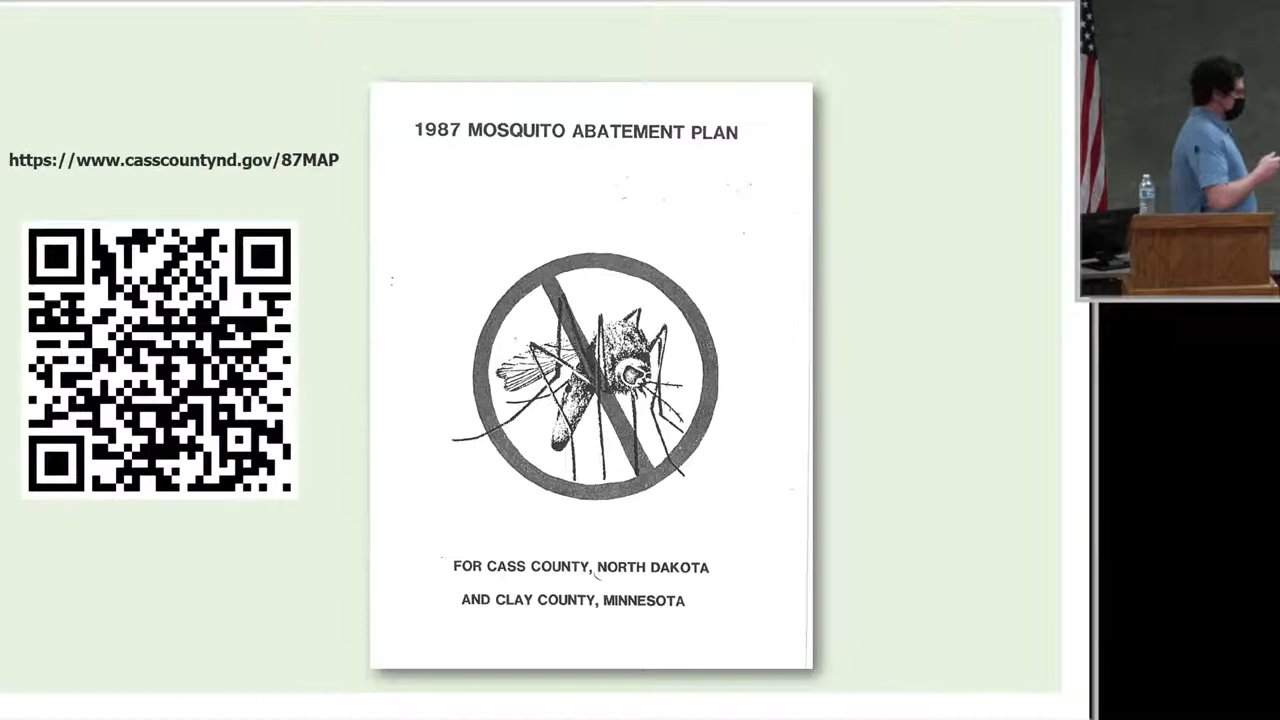 https://www.casscountynd.gov/87MAP
1987 MOSQUITO ABATEMENT PLAN
FOR CASS COUNTY, NORTH DAKOTA
AND CLAY COUNTY, MINNESOTA